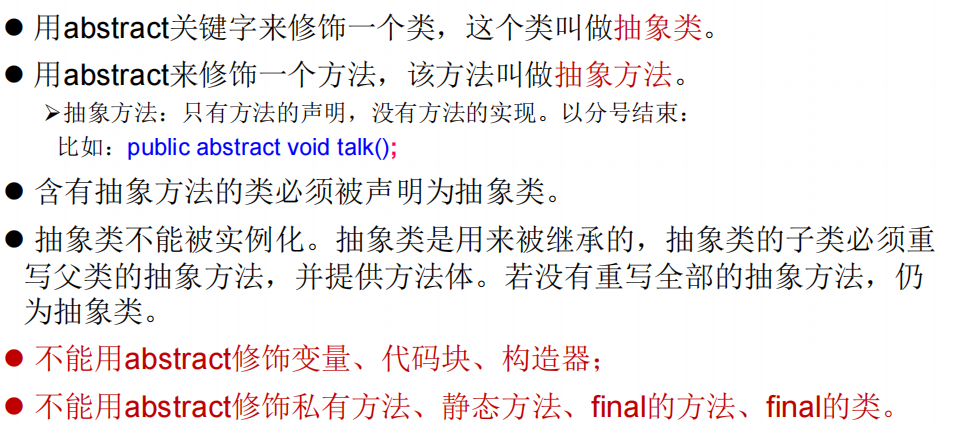 ● 用abstract关键字来修饰一个类，这个类叫做抽象类。
● 用abstract来修饰一个方法，该方法叫做抽象方法。
➢抽象方法：只有方法的声明，没有方法的实现。以分号结束：
比如：public abstract void talk();
● 含有抽象方法的类必须被声明为抽象类。
● 抽象类不能被实例化。抽象类是用来被继承的，抽象类的子类必须重
写父类的抽象方法，并提供方法体。若没有重写全部的抽象方法，仍
为抽象类。
● 不能用abstract修饰变量、代码块、构造器；
● 不能用abstract修饰私有方法、静态方法、final的方法、final的类。